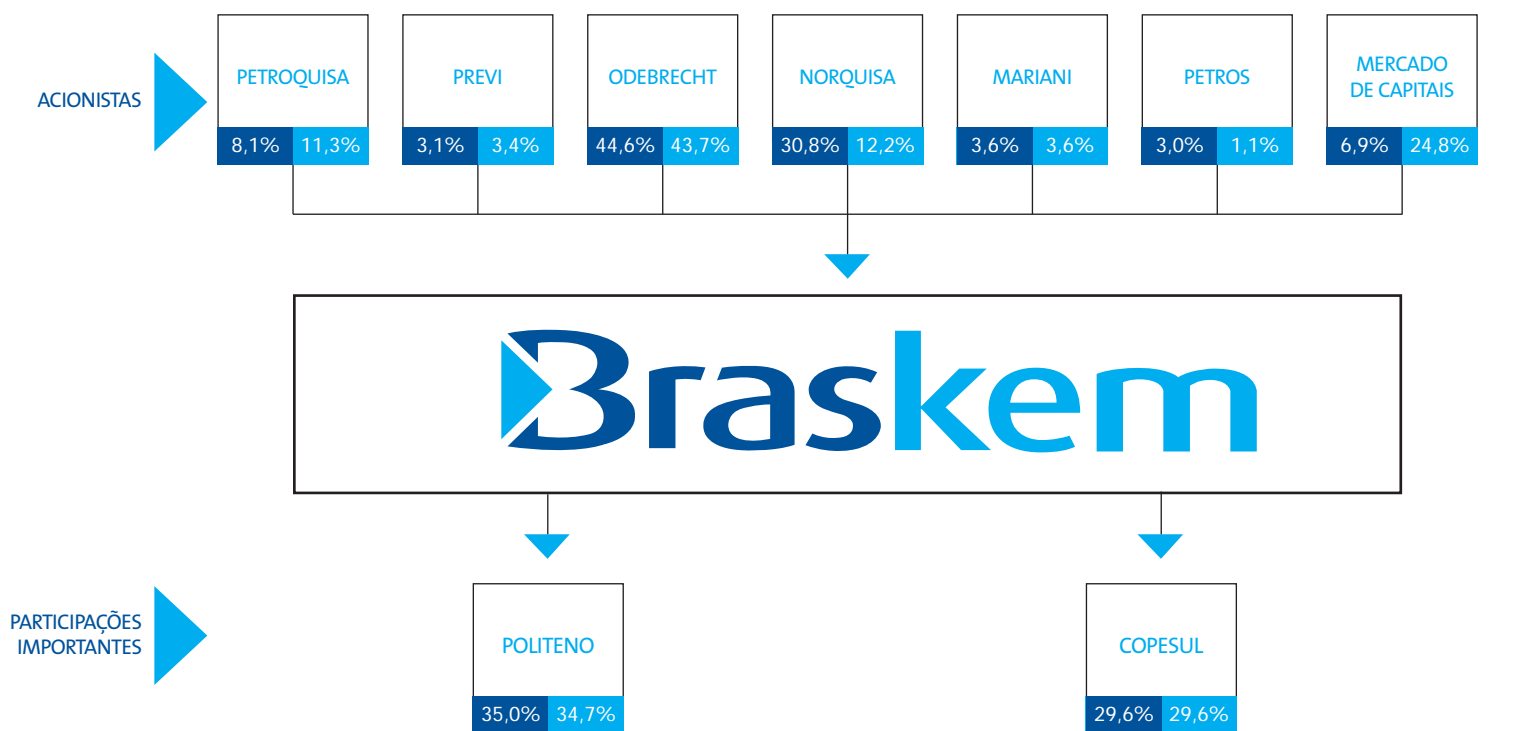 ACIONISTAS
PETROQUISA
8,1% 11,3%
PREVI
3,1% 3,4%
ODEBRECHT
44,6% 43,7%
NORQUISA
30,8% 12,2%
MARIANI
3,6% 3,6%
PETROS
3,0% 1,1%
MERCADO
DE CAPITAIS
6,9% 24,8%
Braskem
PARTICIPAÇÕES
IMPORTANTES
POLITENO
35,0% 34,7%
COPESUL
29,6% 29,6%